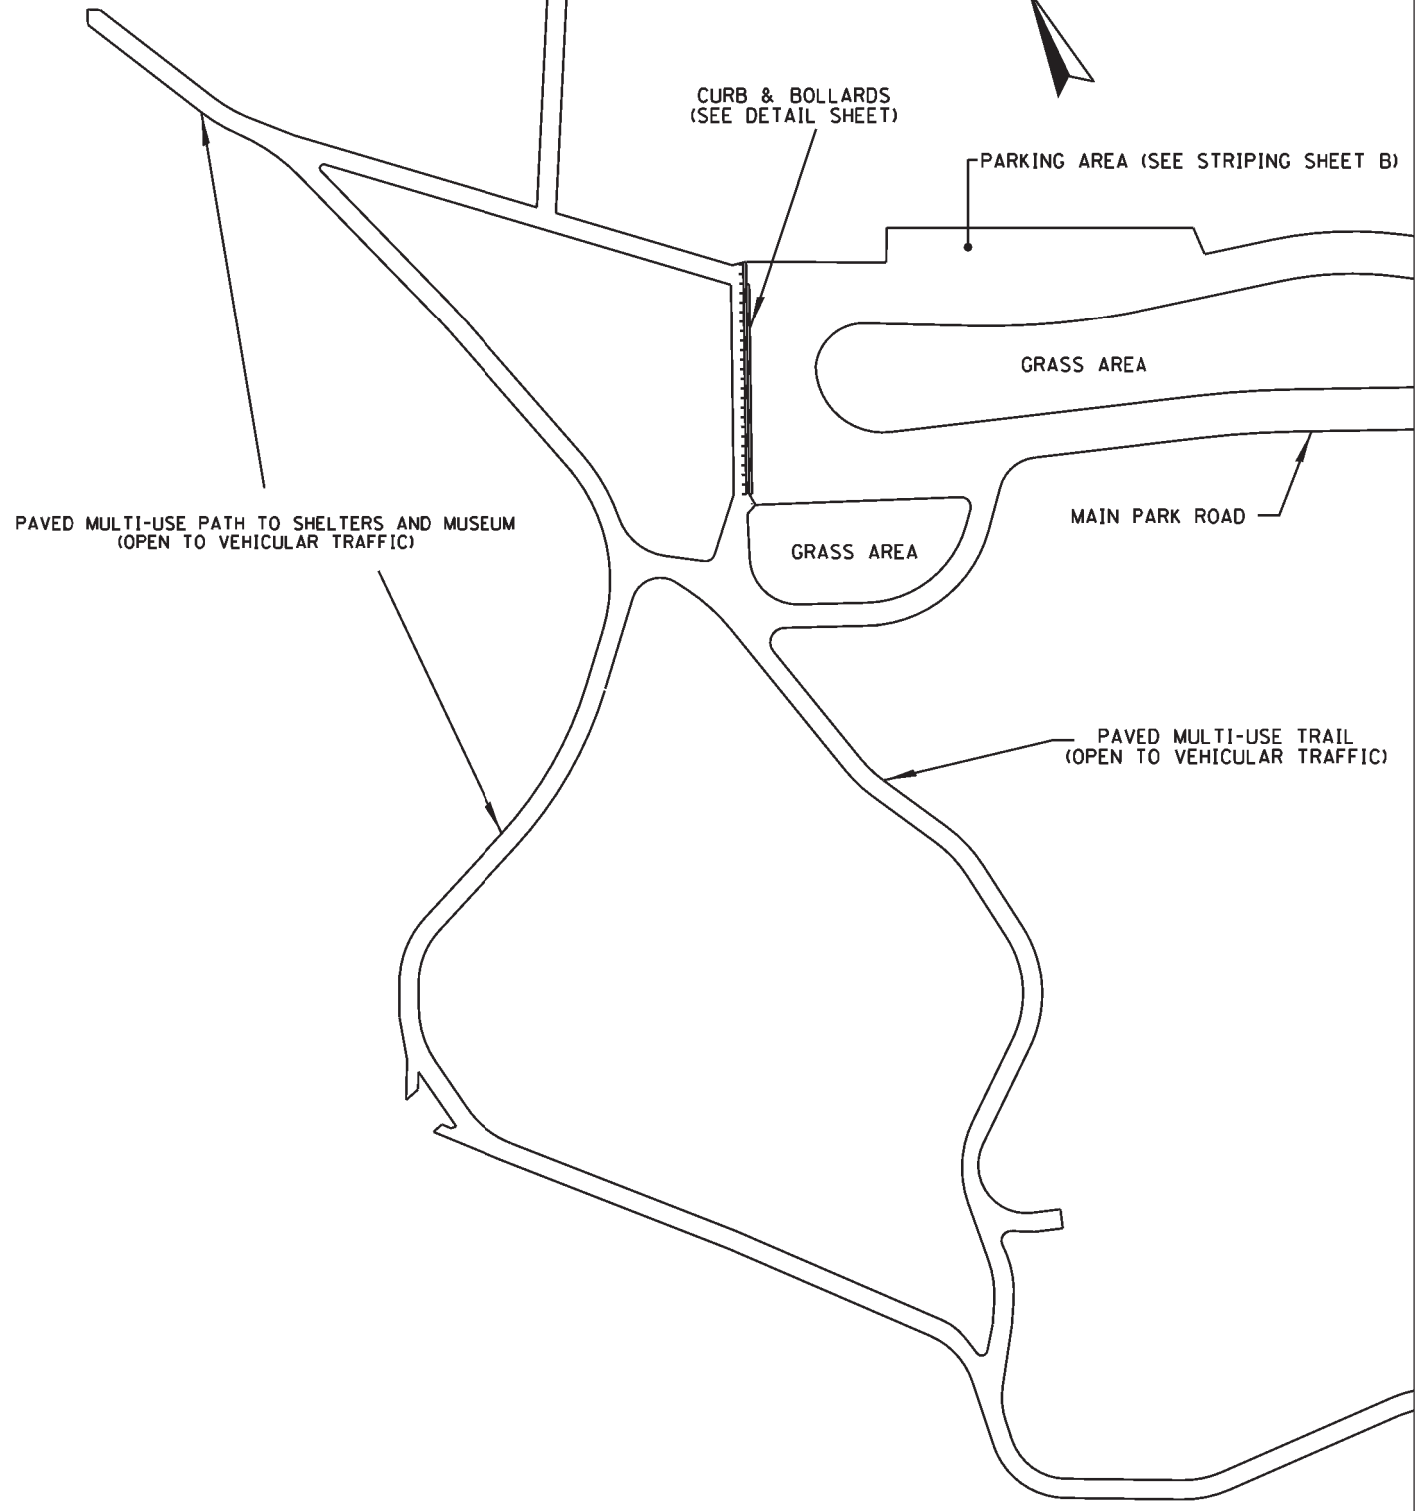 CURB & BOLLARDS
(SEE DETAIL SHEET)
PARKING AREA (SEE STRIPING SHEET B)
GRASS AREA
MAIN PARK ROAD
PAVED MULTI-USE PATH TO SHELTERS AND MUSEUM
(OPEN TO VEHICULAR TRAFFIC)
GRASS AREA
PAVED MULTI-USE TRAIL
(OPEN TO VEHICULAR TRAFFIC)